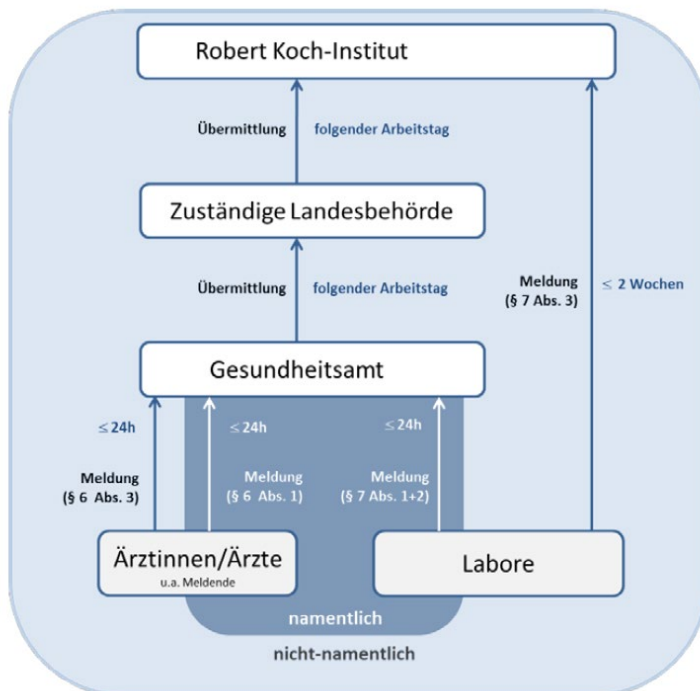 Robert Koch-Institut
Übermittlung folgender Arbeitstag
Zuständige Landesbehörde
Meldung
(§ 7 Abs. 3)
≤ 2 Wochen
Übermittlung folgender Arbeitstag
Gesundheitsamt
≤ 24h
≤ 24h
≤ 24h
Meldung
(§ 6 Abs. 3)
Meldung
(§ 6 Abs. 1)
Meldung
(§ 7 Abs. 1+2)
Ärztinnen/Ärzte
u.a. Meldende
Labore
namentlich
nicht-namentlich